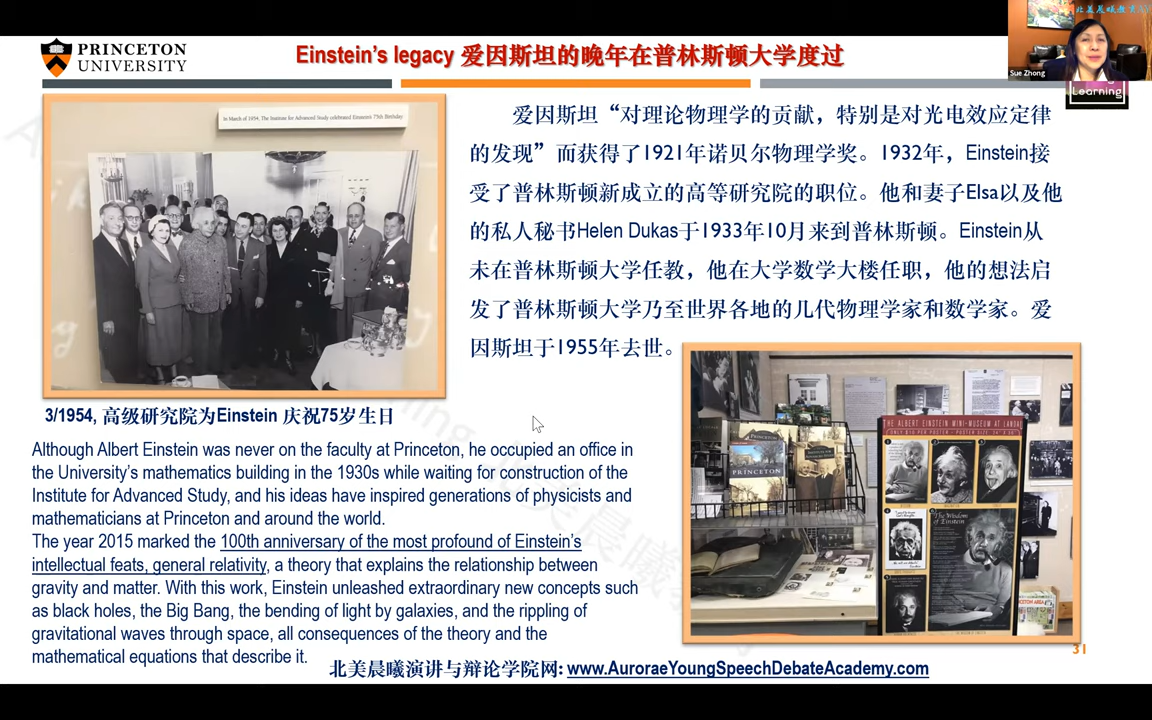 PRINCETON
UNIVERSITY
Einstein's legacy 爱因斯坦的晚年在普林斯顿大学度过
北美晨曦教育
Sue Zhong
Learning
In March of 1954, The Institute for Advanced Study celebrated Einstein's 75th Birthday
爱因斯坦“对理论物理学的贡献，特别是对光电效应定律
的发现”而获得了1921年诺贝尔物理学奖。1932年，Einstein接
受了普林斯顿新成立的高等研究院的职位。他和妻子Elsa以及他
的私人秘书Helen Dukas于1933年10月来到普林斯顿。Einstein从
未在普林斯顿大学任教，他在大学数学大楼任职，他的想法启
发了普林斯顿大学乃至世界各地的几代物理学家和数学家。爱
因斯坦于1955年去世。
3/1954, 高级研究院为Einstein 庆祝75岁生日
Although Albert Einstein was never on the faculty at Princeton, he occupied an office in
the University's mathematics building in the 1930s while waiting for construction of the
Institute for Advanced Study, and his ideas have inspired generations of physicists and
mathematicians at Princeton and around the world.
The year 2015 marked the 100th anniversary of the most profound of Einstein's
intellectual feats, general relativity, a theory that explains the relationship between
gravity and matter. With this work, Einstein unleashed extraordinary new concepts such
as black holes, the Big Bang, the bending of light by galaxies, and the rippling of
gravitational waves through space, all consequences of the theory and the
mathematical equations that describe it.
THE ALBERT EINSTEIN MINI-MUSEUM AT LANDAU
PRINCETON
The Wisdom
of Einstein
PRINCETON AREA
31
北美晨曦演讲与辩论学院网: www.AuroraeYoungSpeechDebateAcademy.com